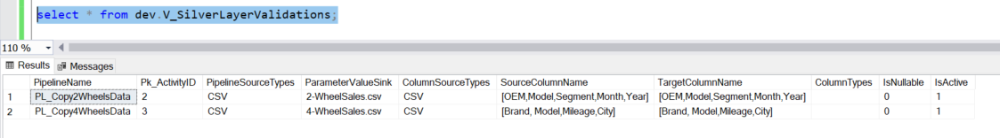 select * from dev.V_SilverLayerValidations;
110 %
Results Messages
PipelineName Pk_ActivityID PipelineSourceTypes ParameterValueSink ColumnSourceTypes SourceColumnName TargetColumnName ColumnTypes IsNullable IsActive
1 PL_Copy2WheelsData 2 CSV 2-WheelSales.csv CSV [OEM,Model,Segment,Month,Year] [OEM,Model,Segment,Month,Year] 0 1
2 PL_Copy4WheelsData 3 CSV 4-WheelSales.csv CSV [Brand, Model,Mileage,City] [Brand, Model,Mileage,City] 0 1